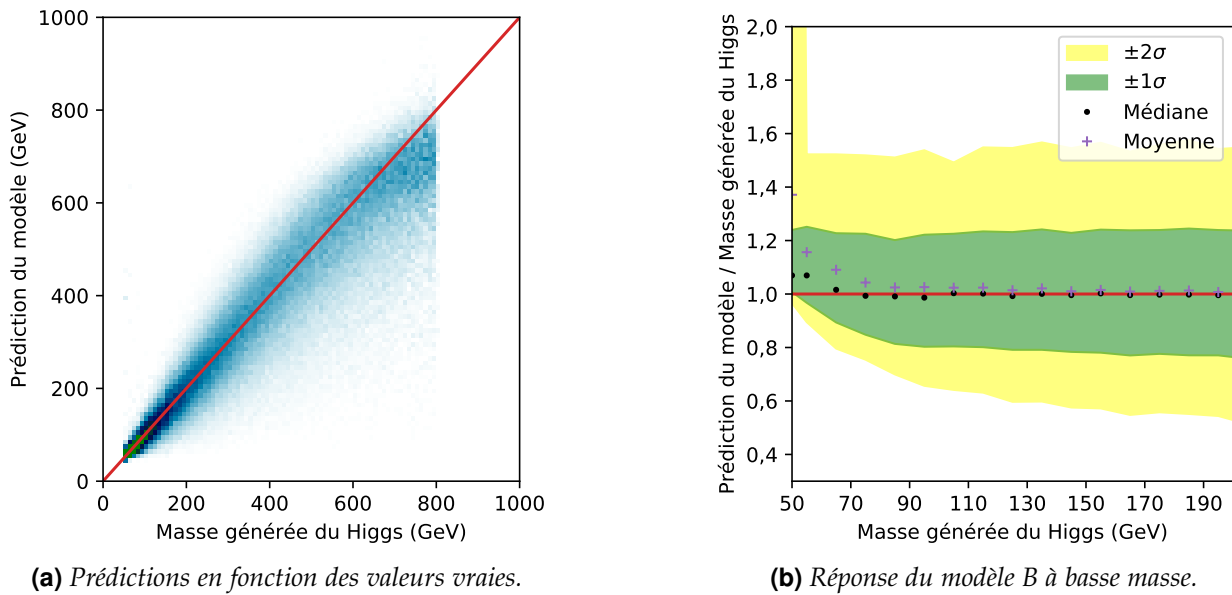 1000
800
600
400
200
0
Prédiction du modèle (GeV)
0 200 400 600 800 1000
Masse générée du Higgs (GeV)
(a) Prédictions en fonction des valeurs vraies.
2,0
1,8
1,6
1,4
1,2
1,0
0,8
0,6
0,4
Prédiction du modèle / Masse générée du Higgs
±2σ
±1σ
Médiane
Moyenne
50 70 90 110 130 150 170 190
Masse générée du Higgs (GeV)
(b) Réponse du modèle B à basse masse.